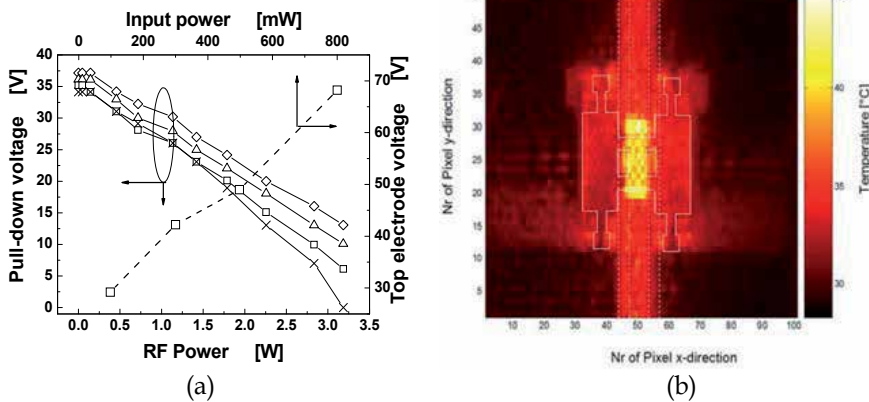 Input power [mW]
0 200 400 600 800
40
35
30
25
20
15
10
5
0
Pull-down voltage [V]
70
60
50
40
30
Top electrode voltage [V]
0.0 0.5 1.0 1.5 2.0 2.5 3.0 3.5
RF Power [W]
(a)
45
40
35
30
25
20
15
10
5
Nr of Pixel y-direction
10 20 30 40 50 60 70 80 90 100
Nr of Pixel x-direction
40
35
30
Temperature [°C]
(b)